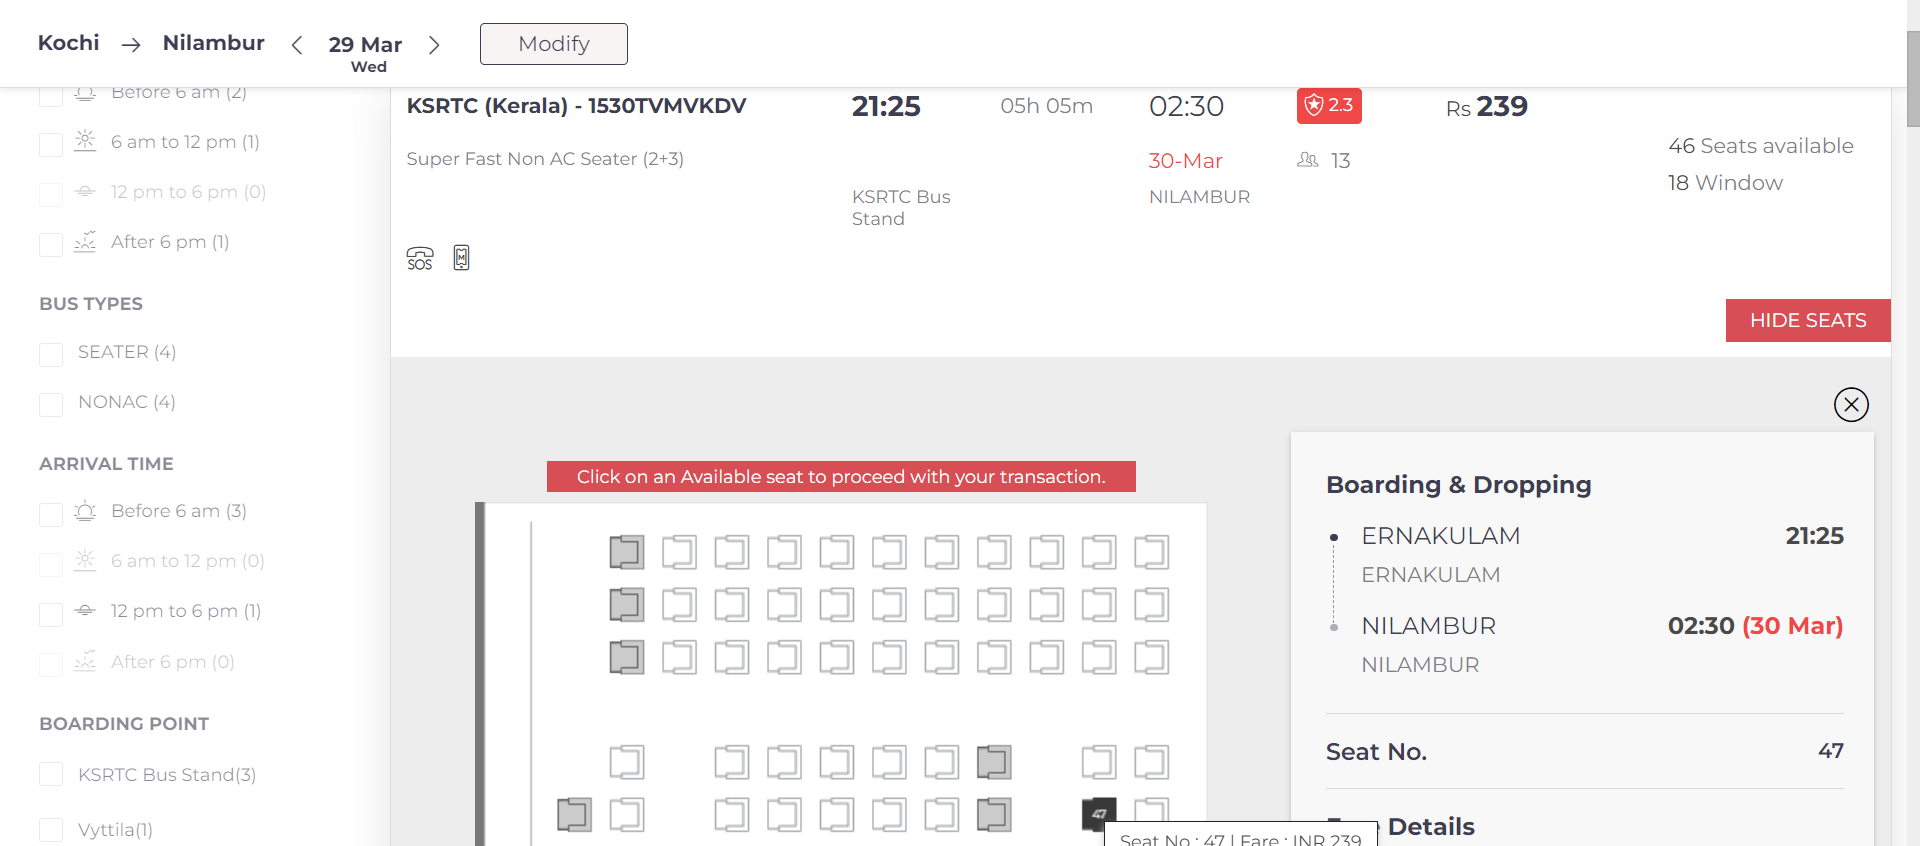 Kochi → Nilambur < 29 Mar > Modify
Wed
Before 6 am (2)
6 am to 12 pm (1)
12 pm to 6 pm (0)
After 6 pm (1)
BUS TYPES
SEATER (4)
NONAC (4)
ARRIVAL TIME
Before 6 am (3)
6 am to 12 pm (0)
12 pm to 6 pm (1)
After 6 pm (0)
BOARDING POINT
KSRTC Bus Stand(3)
Vyttila(1)
KSRTC (Kerala) - 1530TVMVKDV 21:25 05h 05m 02:30 2.3 Rs 239
Super Fast Non AC Seater (2+3) 30-Mar 13
46 Seats available
18 Window
KSRTC Bus
Stand
NILAMBUR
SOS M
HIDE SEATS
Click on an Available seat to proceed with your transaction.
47
Seat No : 47 | Fare : INR 239
Boarding & Dropping
ERNAKULAM 21:25
ERNAKULAM
NILAMBUR 02:30 (30 Mar)
NILAMBUR
Seat No. 47
Details